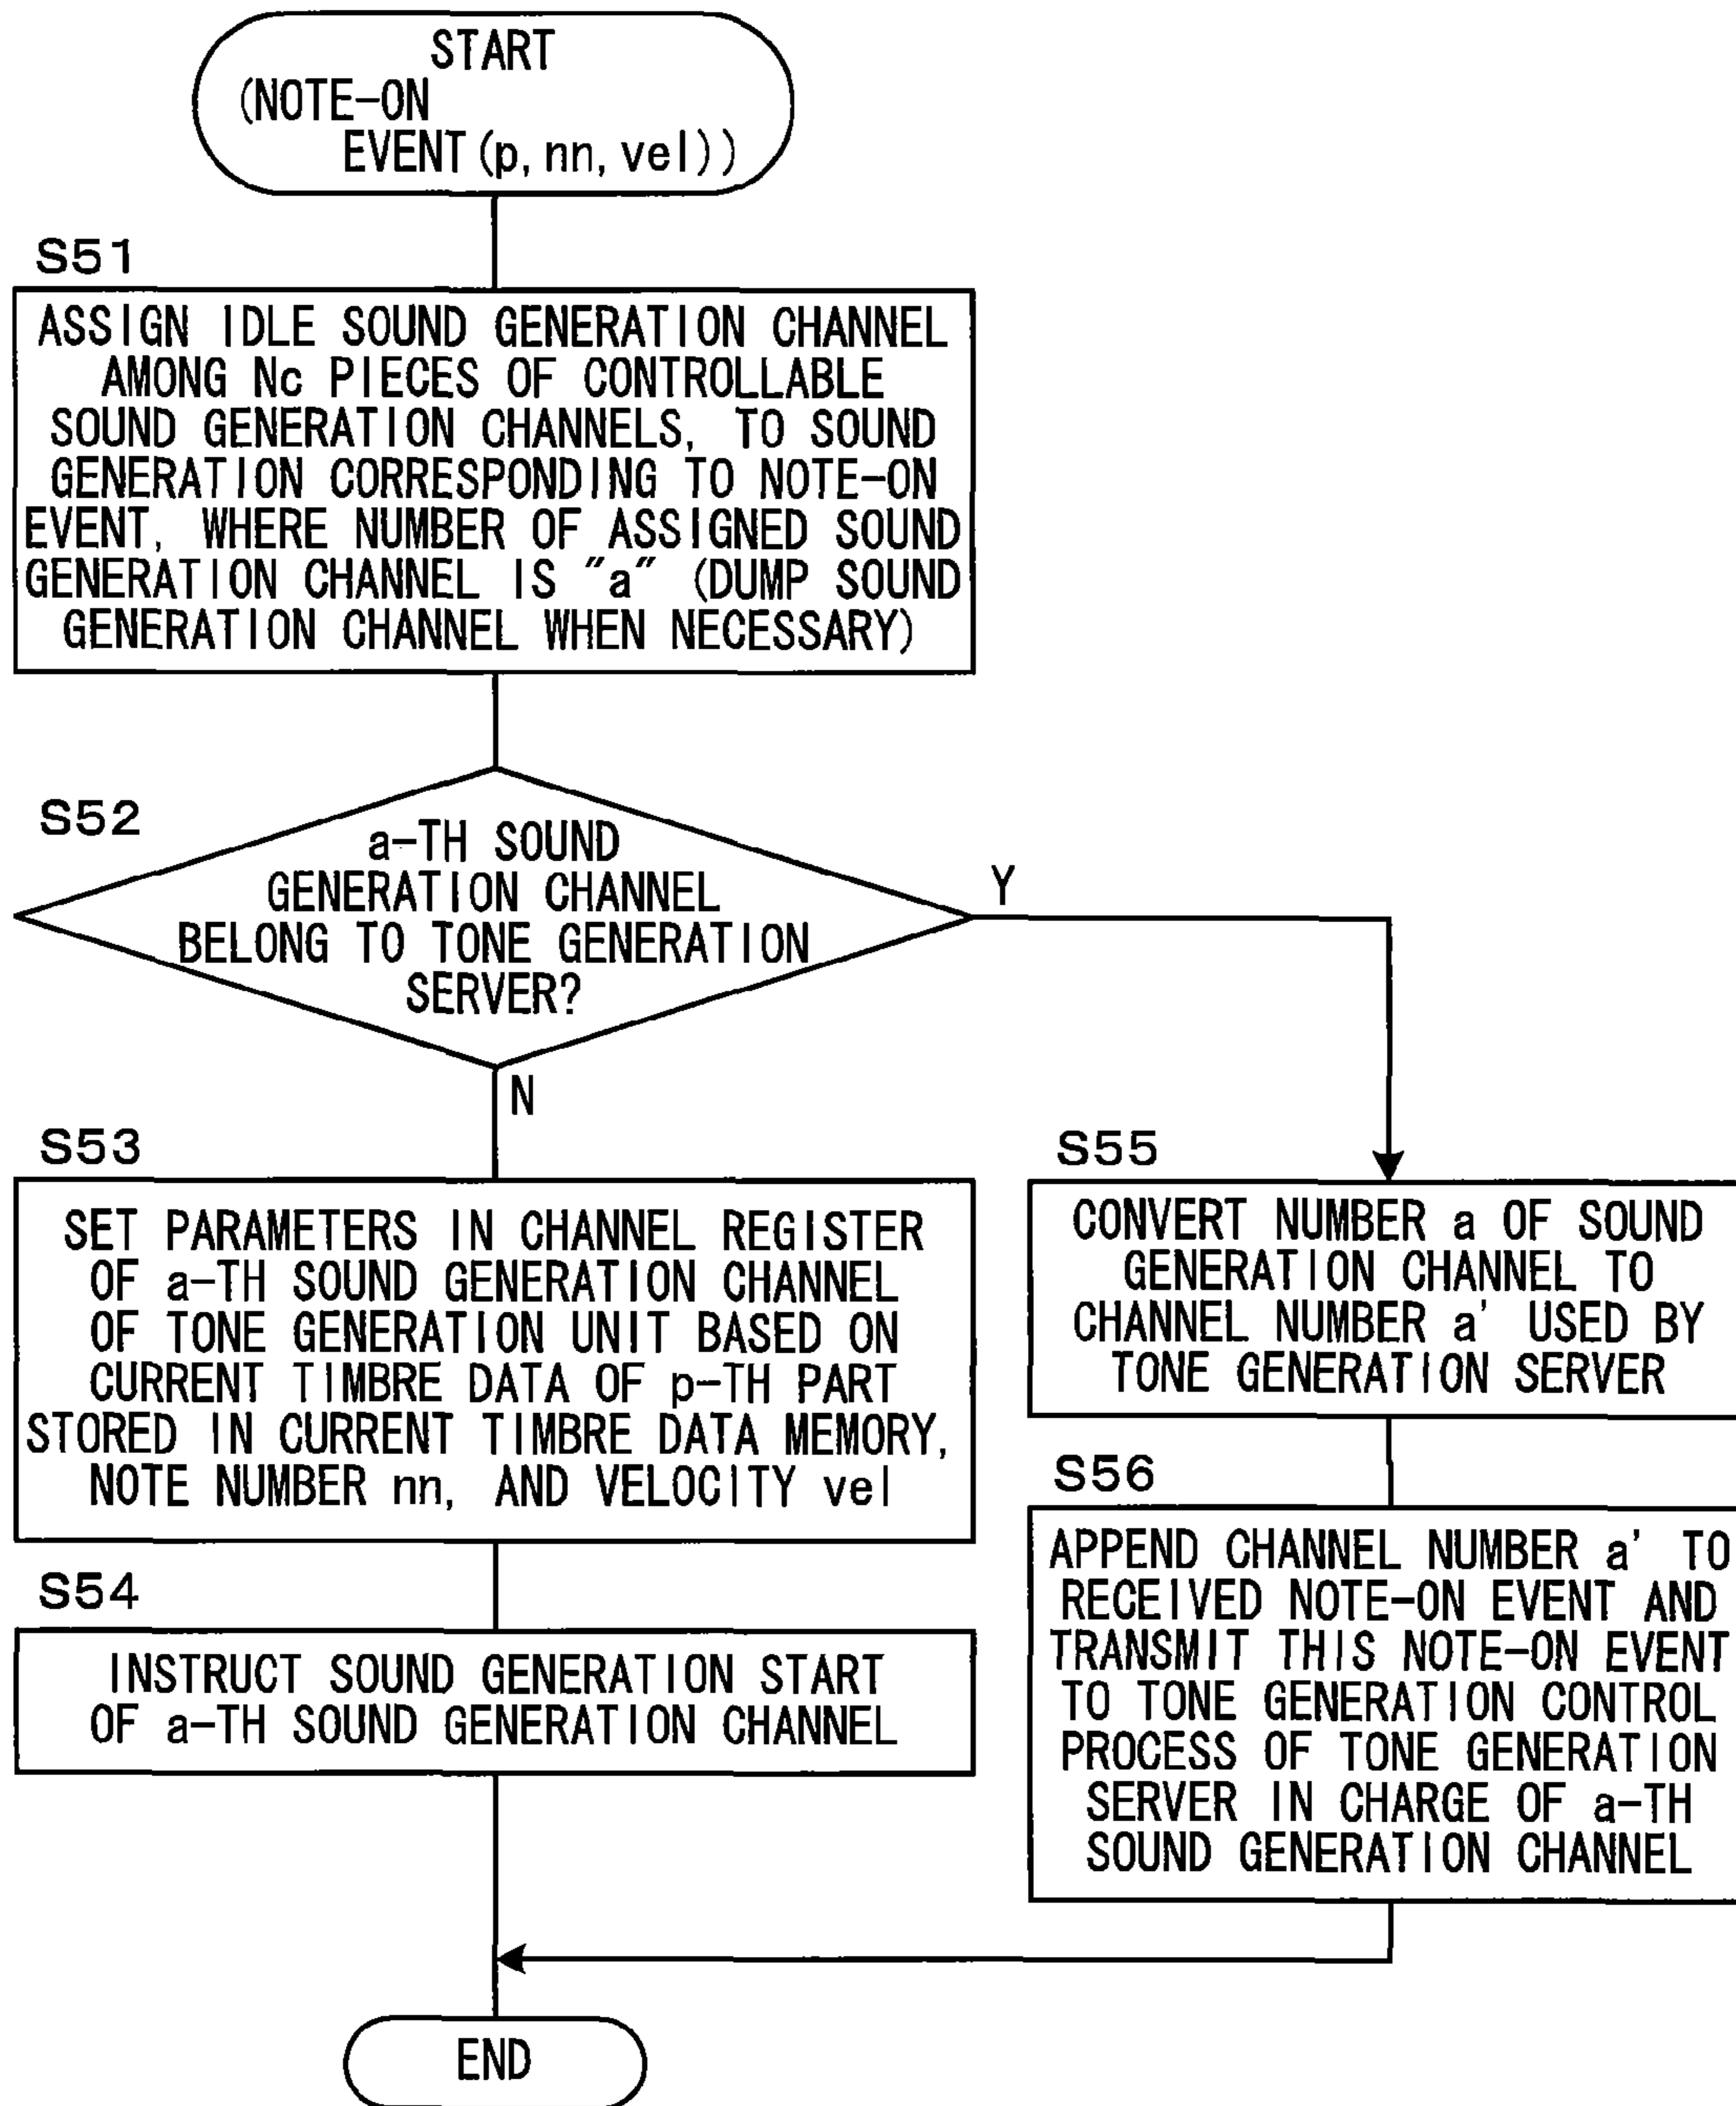 START
(NOTE-ON
EVENT(p,nn,vel))
S51
ASSIGN IDLE SOUND GENERATION CHANNEL
AMONG Nc PIECES OF CONTROLLABLE
SOUND GENERATION CHANNELS, TO SOUND
GENERATION CORRESPONDING TO NOTE-ON
EVENT, WHERE NUMBER OF ASSIGNED SOUND
GENERATION CHANNEL IS "a" (DUMP SOUND
GENERATION CHANNEL WHEN NECESSARY)
S52
a-TH SOUND
GENERATION CHANNEL
BELONG TO TONE GENERATION
SERVER?
Y
N
S53
SET PARAMETERS IN CHANNEL REGISTER
OF a-TH SOUND GENERATION CHANNEL
OF TONE GENERATION UNIT BASED ON
CURRENT TIMBRE DATA OF p-TH PART
STORED IN CURRENT TIMBRE DATA MEMORY,
NOTE NUMBER nn, AND VELOCITY vel
S54
INSTRUCT SOUND GENERATION START
OF a-TH SOUND GENERATION CHANNEL
S55
CONVERT NUMBER a OF SOUND
GENERATION CHANNEL TO
CHANNEL NUMBER a' USED BY
TONE GENERATION SERVER
S56
APPEND CHANNEL NUMBER a' TO
RECEIVED NOTE-ON EVENT AND
TRANSMIT THIS NOTE-ON EVENT
TO TONE GENERATION CONTROL
PROCESS OF TONE GENERATION
SERVER IN CHARGE OF a-TH
SOUND GENERATION CHANNEL
END